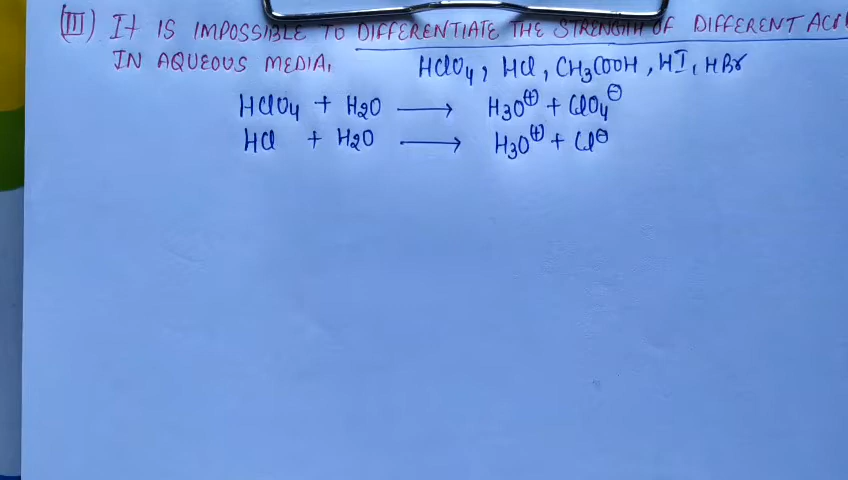 (III) It IS IMPOSSIBLE TO DIFFERENTIATE THE STRENGTH OF DIFFERENT
IN AQUEOUS MEDIA, HClO4, HCl, CH3COOH, HI, HBr
HClO4 + H2O ⟶ H3O⊕ + ClO4⊖
HCl + H2O ⟶ H3O⊕ + Cl⊖